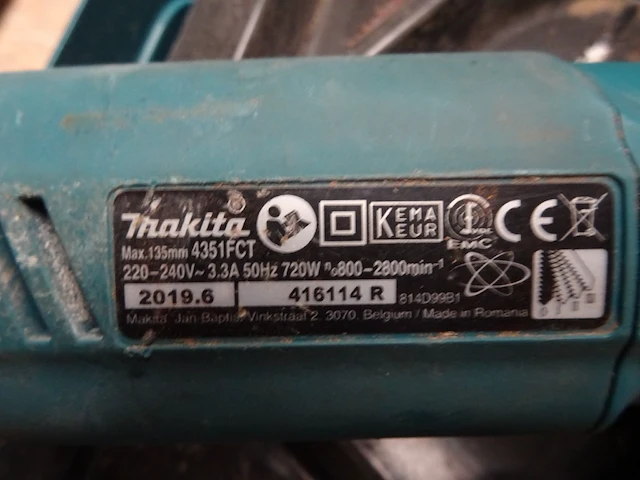 makita KEMA KEUR
EMC CE
Max.135mm 4351FCT
220-240V~ 3.3A 50Hz 720W n₀800-2800min⁻¹
2019.6 416114 R 814D99B1
Makita Jan-Baptist Vinkstraat 2, 3070, Belgium / Made in Romania